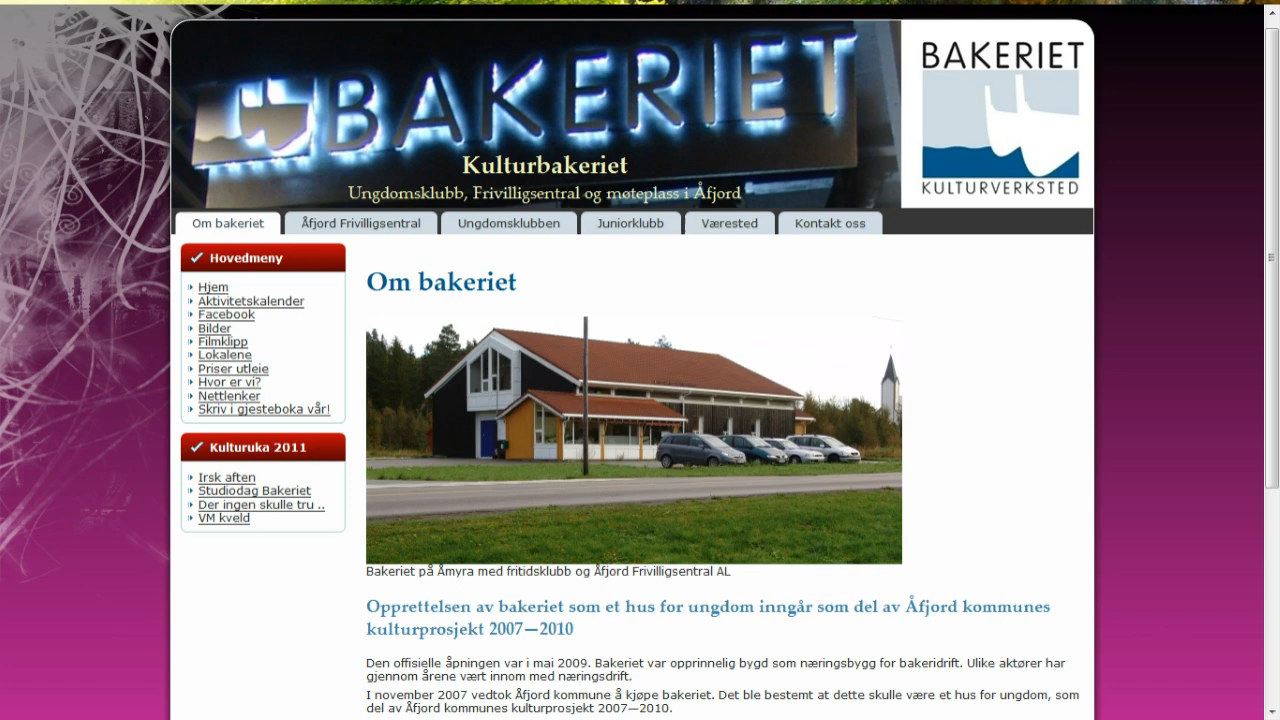 BAKERIET
Kulturbakeriet
Ungdomsklubb, Frivilligsentral og møteplass i Åfjord
BAKERIET
KULTURVERKSTED
Om bakeriet
Åfjord Frivilligsentral
Ungdomsklubben
Juniorklubb
Værested
Kontakt oss
Hovedmeny
Hjem
Aktivitetskalender
Facebook
Bilder
Filmklipp
Lokalene
Priser utleie
Hvor er vi?
Nettlenker
Skriv i gjesteboka vår!
Kulturuka 2011
Irsk aften
Studiodag Bakeriet
Der ingen skulle tru ..
VM kveld
Om bakeriet
Bakeriet på Åmyra med fritidsklubb og Åfjord Frivilligsentral AL
Opprettelsen av bakeriet som et hus for ungdom inngår som del av Åfjord kommunes
kulturprosjekt 2007—2010
Den offisielle åpningen var i mai 2009. Bakeriet var opprinnelig bygd som næringsbygg for bakeridrift. Ulike aktører har
gjennom årene vært innom med næringsdrift.
I november 2007 vedtok Åfjord kommune å kjøpe bakeriet. Det ble bestemt at dette skulle være et hus for ungdom, som
del av Åfjord kommunes kulturprosjekt 2007—2010.